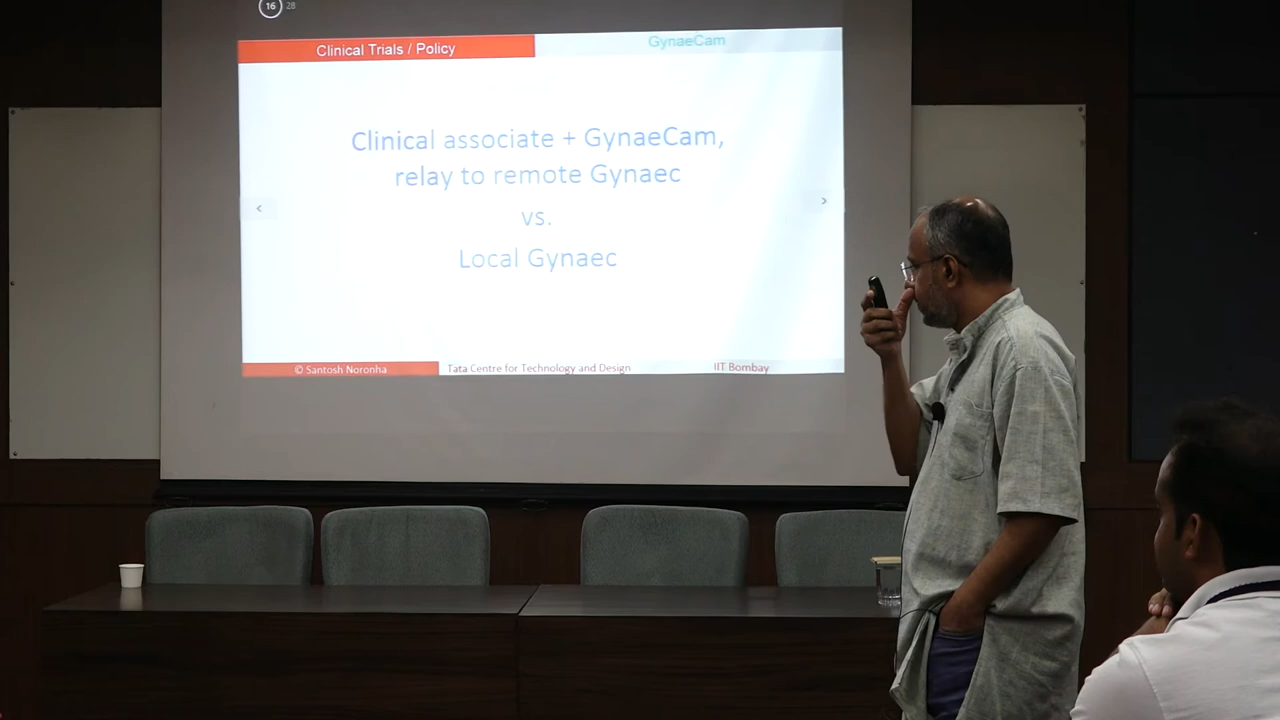 16 28
Clinical Trials / Policy
GynaeCam
Clinical associate + GynaeCam,
relay to remote Gynaec
vs.
Local Gynaec
© Santosh Noronha
Tata Centre for Technology and Design
IIT Bombay